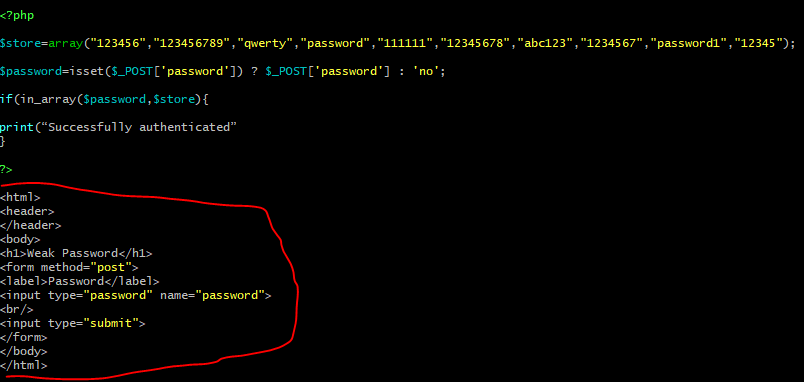 <?php
$store=array("123456","123456789","qwerty","password","111111","12345678","abc123","1234567","password1","12345");
$password=isset($_POST['password']) ? $_POST['password'] : 'no';
if(in_array($password,$store){
print(“Successfully authenticated”
}
?>
<html>
<header>
</header>
<body>
<h1>Weak Password</h1>
<form method="post">
<label>Password</label>
<input type="password" name="password">
<br/>
<input type="submit">
</form>
</body>
</html>